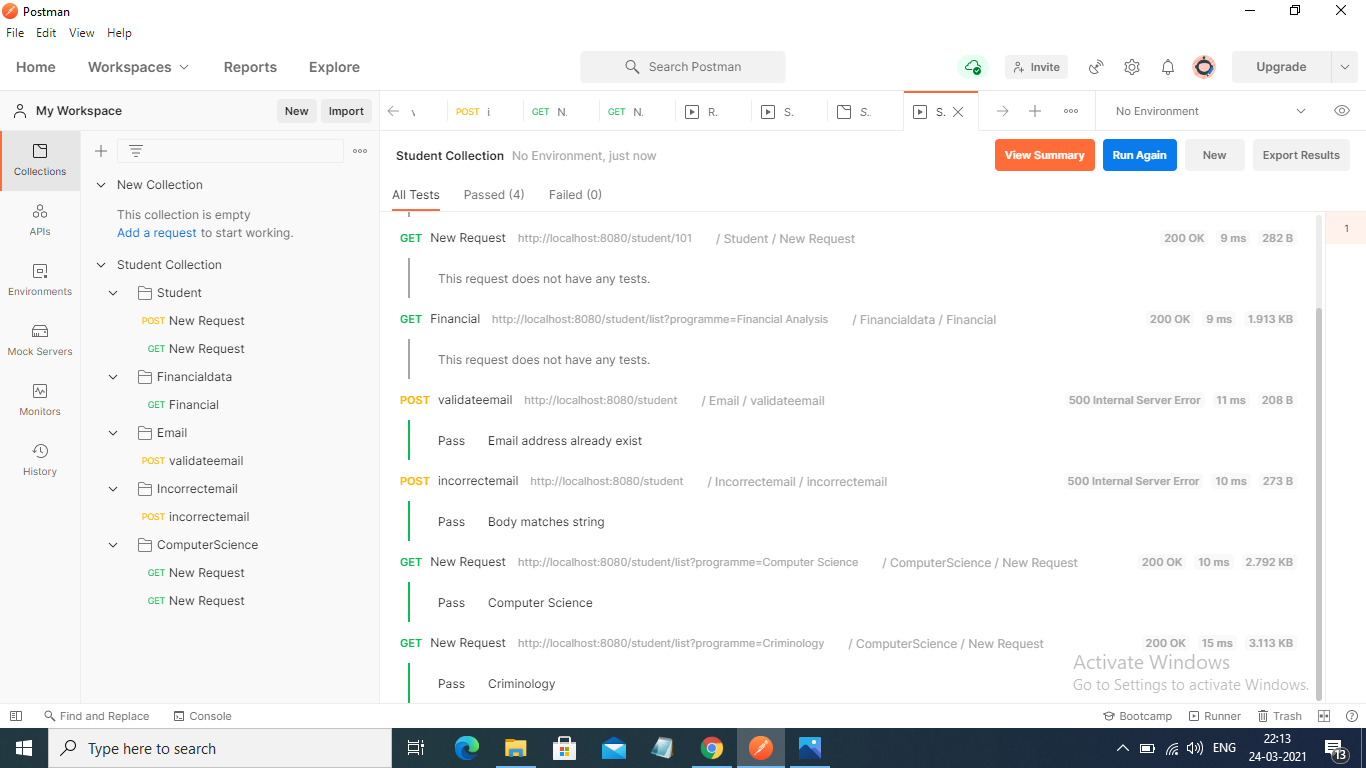 Postman
File Edit View Help
Home Workspaces Reports Explore Search Postman Invite Upgrade
My Workspace New Import
POST i GET N. GET N. R. S. S. S. No Environment
Collections
APIs
Environments
Mock Servers
Monitors
History
New Collection
This collection is empty
Add a request to start working.
Student Collection
Student
POST New Request
GET New Request
Financialdata
GET Financial
Email
POST validateemail
Incorrectemail
POST incorrectemail
ComputerScience
GET New Request
GET New Request
Student Collection No Environment, just now View Summary Run Again New Export Results
All Tests Passed (4) Failed (0)
1
GET New Request http://localhost:8080/student/101 / Student / New Request 200 OK 9 ms 282 B
This request does not have any tests.
GET Financial http://localhost:8080/student/list?programme=Financial Analysis / Financialdata / Financial 200 OK 9 ms 1.913 KB
This request does not have any tests.
POST validateemail http://localhost:8080/student / Email / validateemail 500 Internal Server Error 11 ms 208 B
Pass Email address already exist
POST incorrectemail http://localhost:8080/student / Incorrectemail / incorrectemail 500 Internal Server Error 10 ms 273 B
Pass Body matches string
GET New Request http://localhost:8080/student/list?programme=Computer Science / ComputerScience / New Request 200 OK 10 ms 2.792 KB
Pass Computer Science
GET New Request http://localhost:8080/student/list?programme=Criminology / ComputerScience / New Request 200 OK 15 ms 3.113 KB
Pass Criminology
Activate Windows
Go to Settings to activate Windows.
Find and Replace Console Bootcamp Runner Trash
Type here to search
ENG
22:13
24-03-2021
13